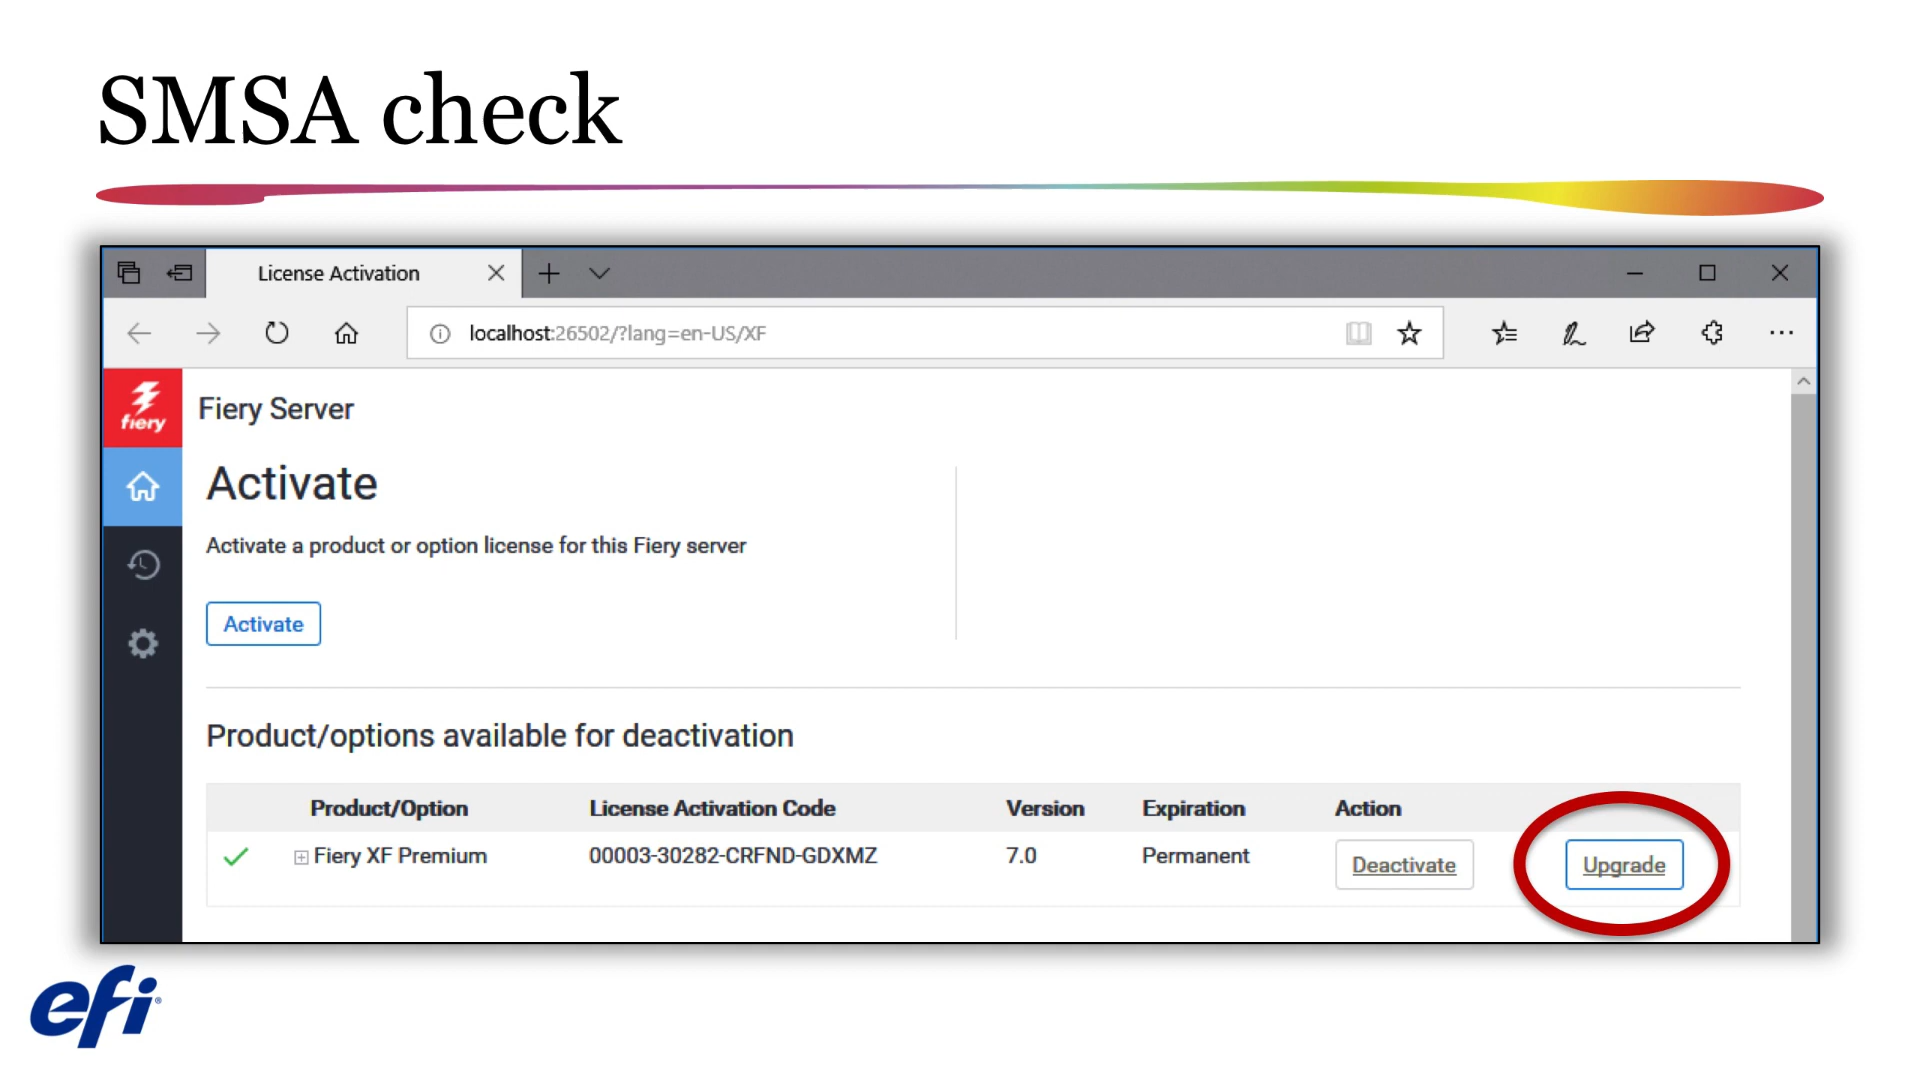 SMSA check
License Activation
localhost:26502/?lang=en-US/XF
fiery
Fiery Server
Activate
Activate a product or option license for this Fiery server
Activate
Product/options available for deactivation
Product/Option License Activation Code Version Expiration Action
Fiery XF Premium 00003-30282-CRFND-GDXMZ 7.0 Permanent Deactivate Upgrade
efi